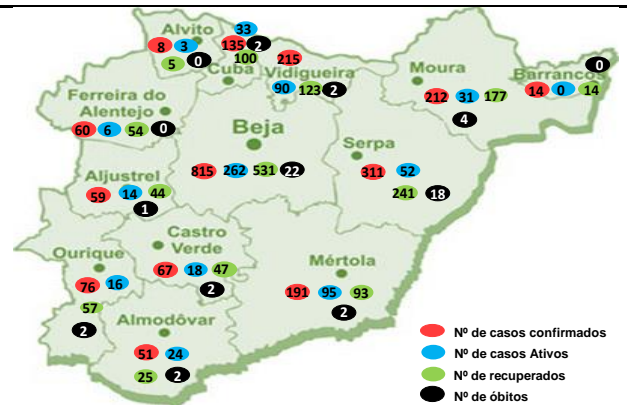 33
Alvito
8 3
135 2
5 0
100
Cuba
215
Vidigueira
90 123 2
Moura
212 31 177
4
0
Barrancos
14 0 14
Ferreira do
Alentejo
60 6 54 0
Beja
815 262 531 22
Serpa
311 52
241 18
Aljustrel
59 14 44
1
Castro
Verde
67 18 47
2
Ourique
76 16
57
2
Mértola
191 95 93
2
Almodôvar
51 24
25 2
Nº de casos confirmados
Nº de casos Ativos
Nº de recuperados
Nº de óbitos